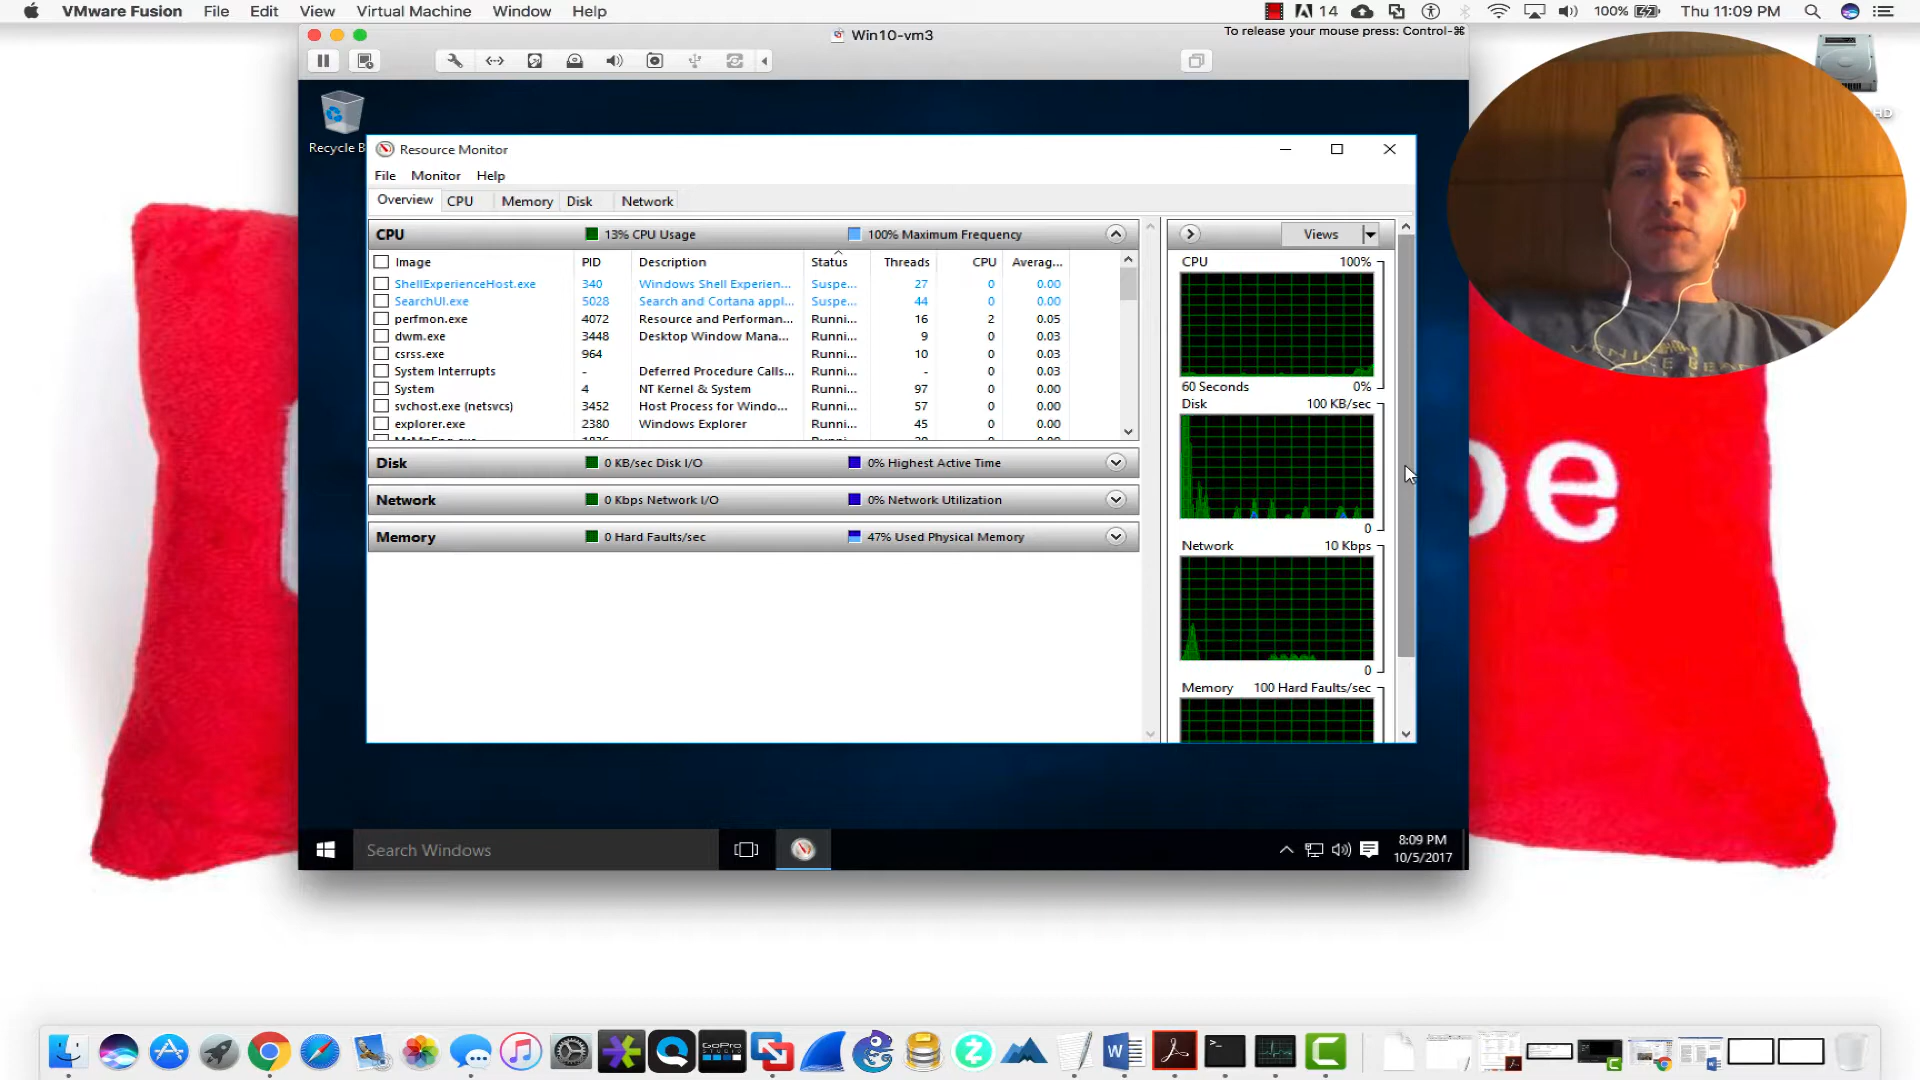 VMware Fusion File Edit View Virtual Machine Window Help
14 100% Thu 11:09 PM
Win10-vm3
To release your mouse press: Control-⌘
HD
Recycle B
Resource Monitor
File Monitor Help
Overview CPU Memory Disk Network
CPU 13% CPU Usage 100% Maximum Frequency
Image PID Description Status Threads CPU Averag...
ShellExperienceHost.exe 340 Windows Shell Experien... Suspe... 27 0 0.00
SearchUI.exe 5028 Search and Cortana appl... Suspe... 44 0 0.00
perfmon.exe 4072 Resource and Performan... Runni... 16 2 0.05
dwm.exe 3448 Desktop Window Mana... Runni... 9 0 0.03
csrss.exe 964 Runni... 10 0 0.03
System Interrupts - Deferred Procedure Calls... Runni... - 0 0.03
System 4 NT Kernel & System Runni... 97 0 0.00
svchost.exe (netsvcs) 3452 Host Process for Windo... Runni... 57 0 0.00
explorer.exe 2380 Windows Explorer Runni... 45 0 0.00
Disk 0 KB/sec Disk I/O 0% Highest Active Time
Network 0 Kbps Network I/O 0% Network Utilization
Memory 0 Hard Faults/sec 47% Used Physical Memory
Views
CPU 100%
60 Seconds 0%
Disk 100 KB/sec
0
Network 10 Kbps
0
Memory 100 Hard Faults/sec
be
Search Windows
8:09 PM
10/5/2017
GoPro
STUDIO